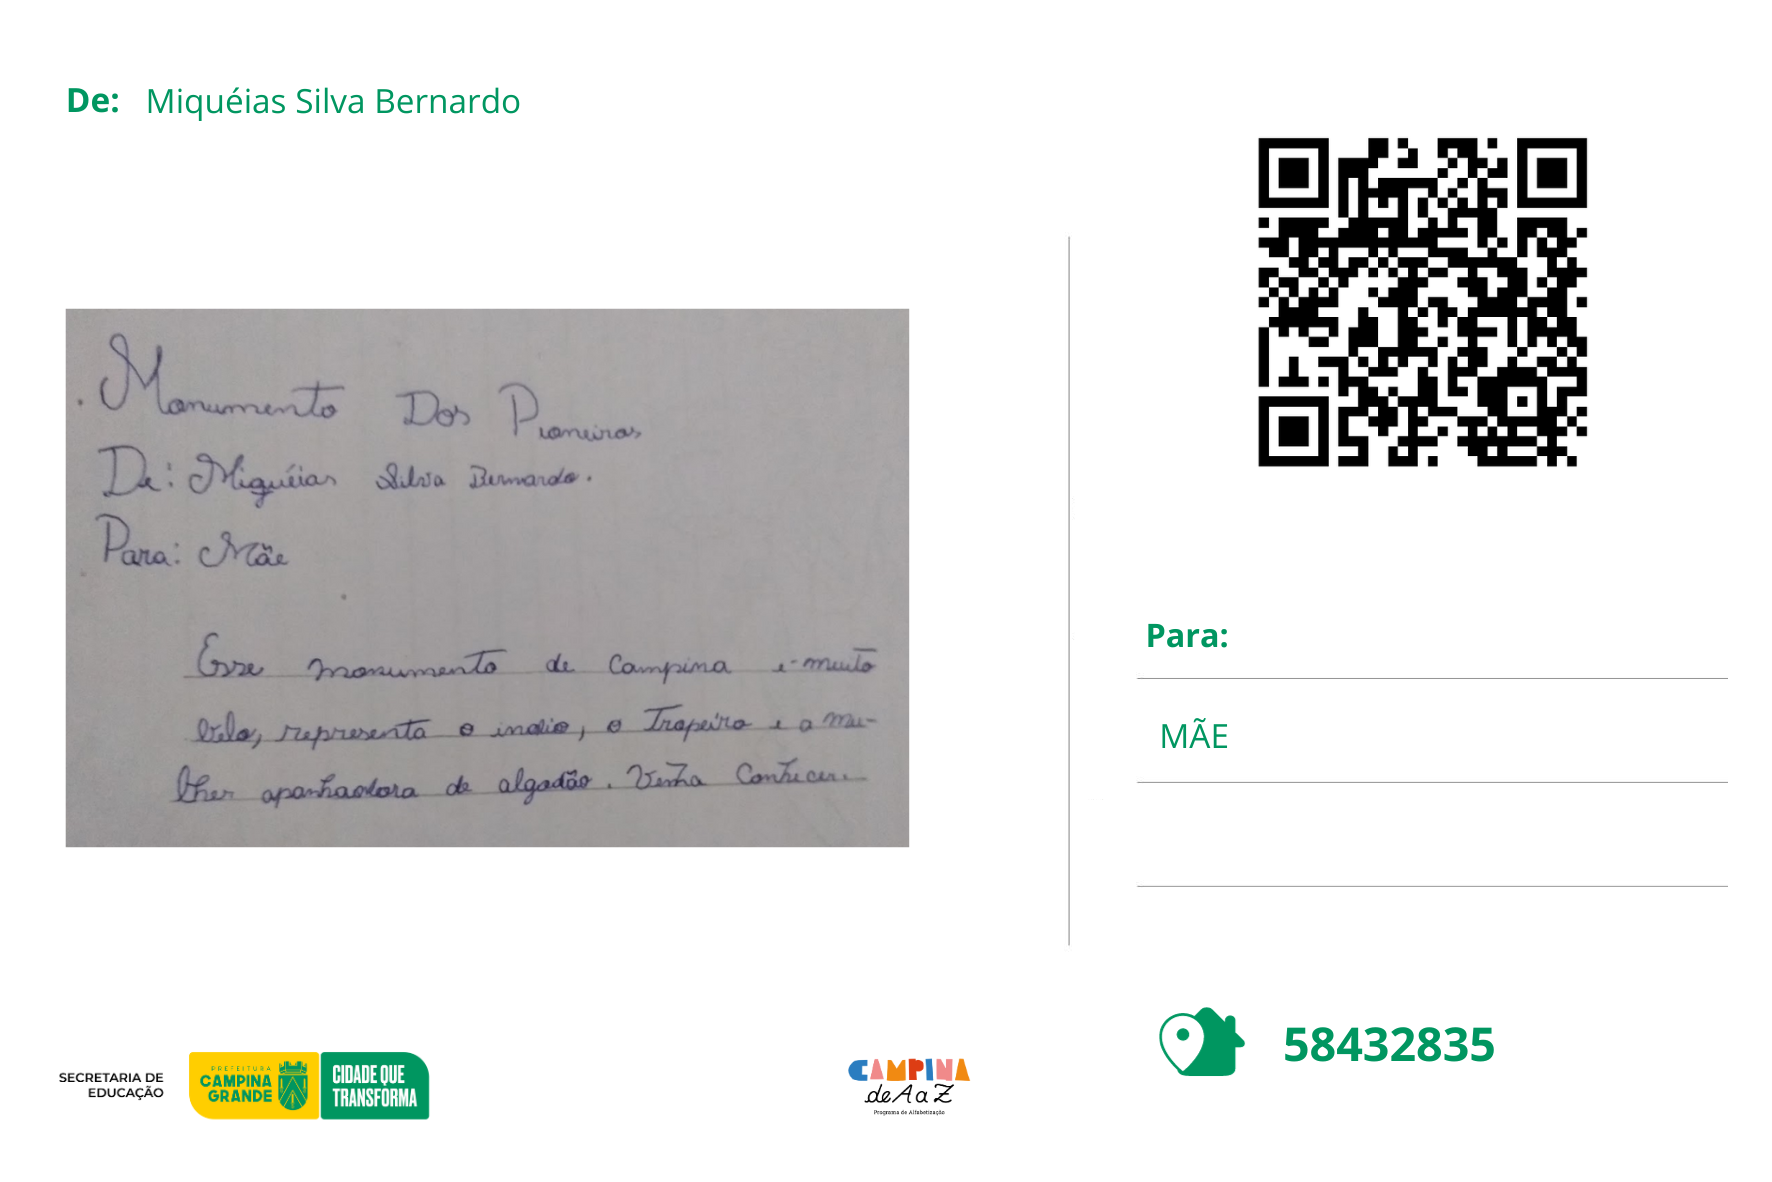 De: Miquéias Silva Bernardo
Monumento Dos Pioneiros
De: Miquéias Silva Bernardo.
Para: Mãe
Esse monumento de Campina e-muito
belo, representa o indio, o Tropeiro e a mu-
lher apanhadora de algodão. Venha Conhecer...
Para:
MÃE
58432835
SECRETARIA DE
EDUCAÇÃO
PREFEITURA
CAMPINA
GRANDE
CIDADE QUE
TRANSFORMA
CAMPINA
de A a Z
Programa de Alfabetização